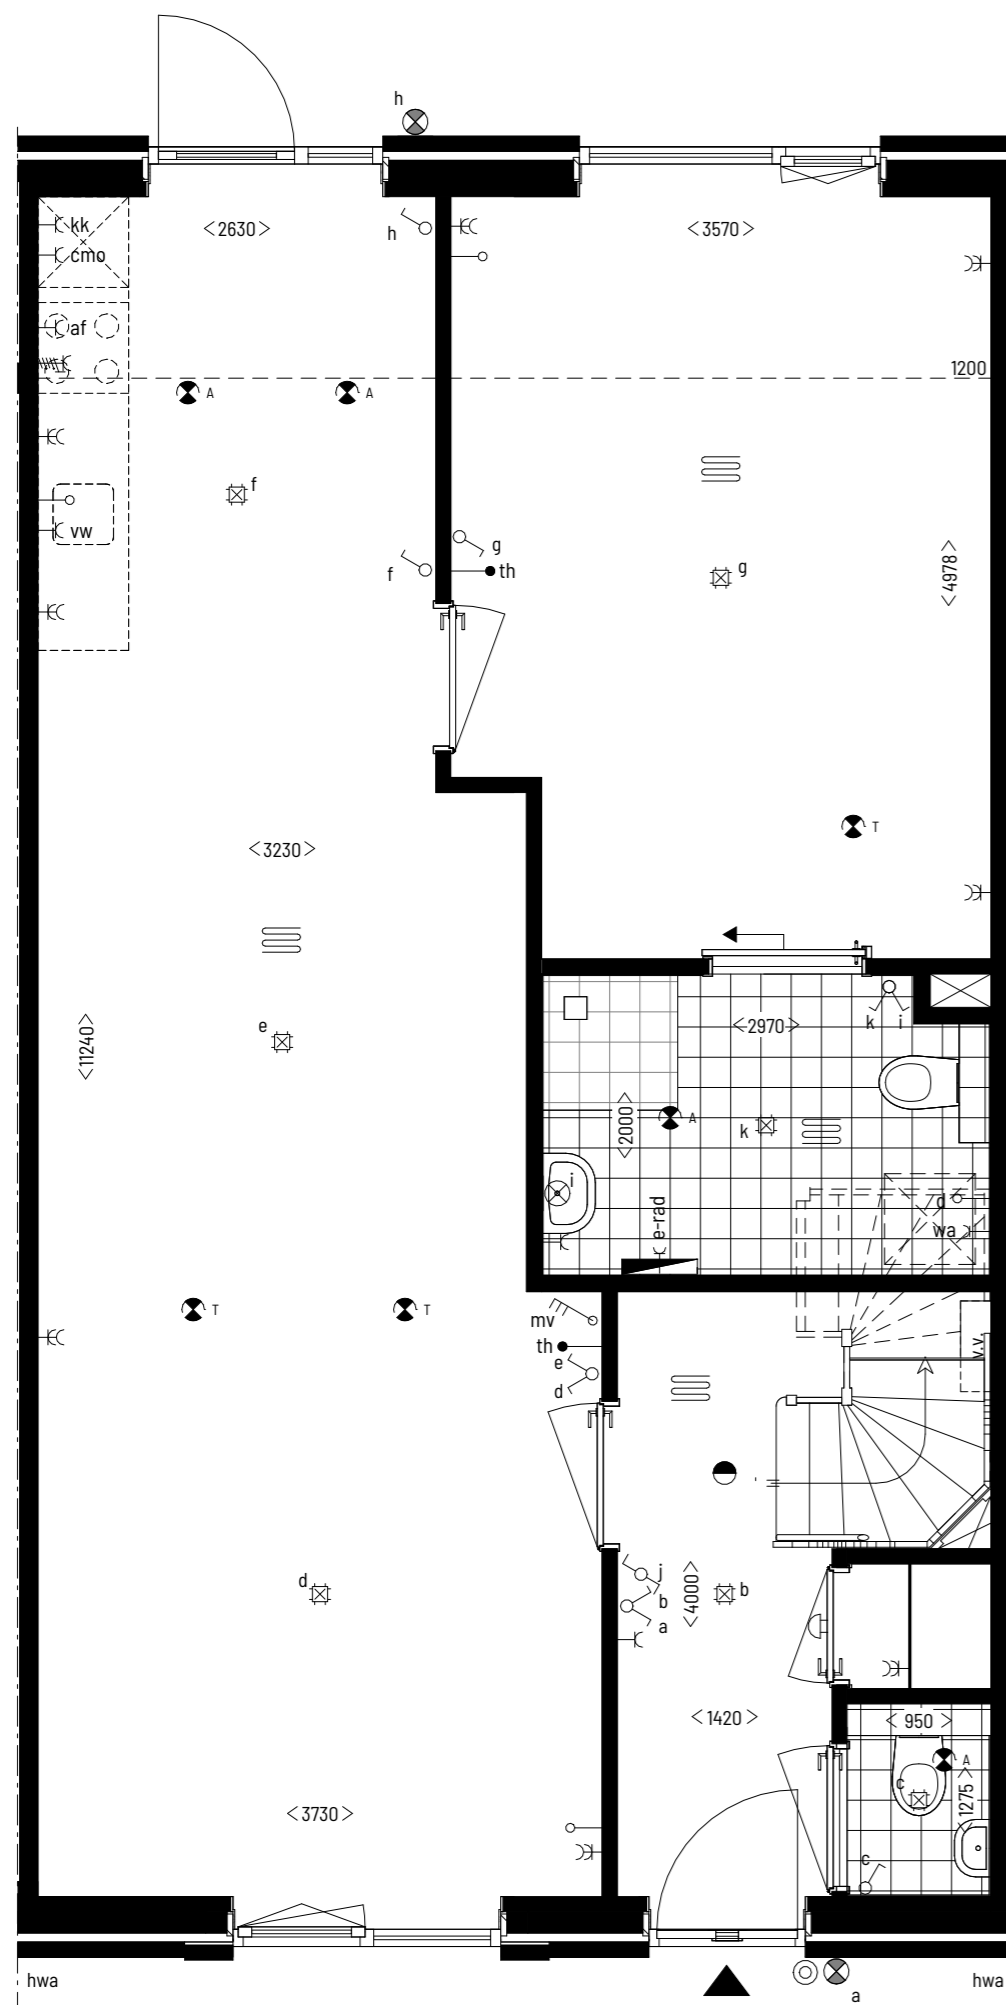 h
kk
<2630>
h
<3570>
cmo
af
1200
A
A
f
g
vw
f
th
g
<4978>
T
<3230>
e
<11240>
k
i
<2970>
<2000>
A
k
i
d
e-rad
wa
T
T
mv
th
e
d
v.v.
d
j
b
a
<4000>
b
<1420>
<950>
A
c
<1275>
<3730>
c
hwa
hwa
a